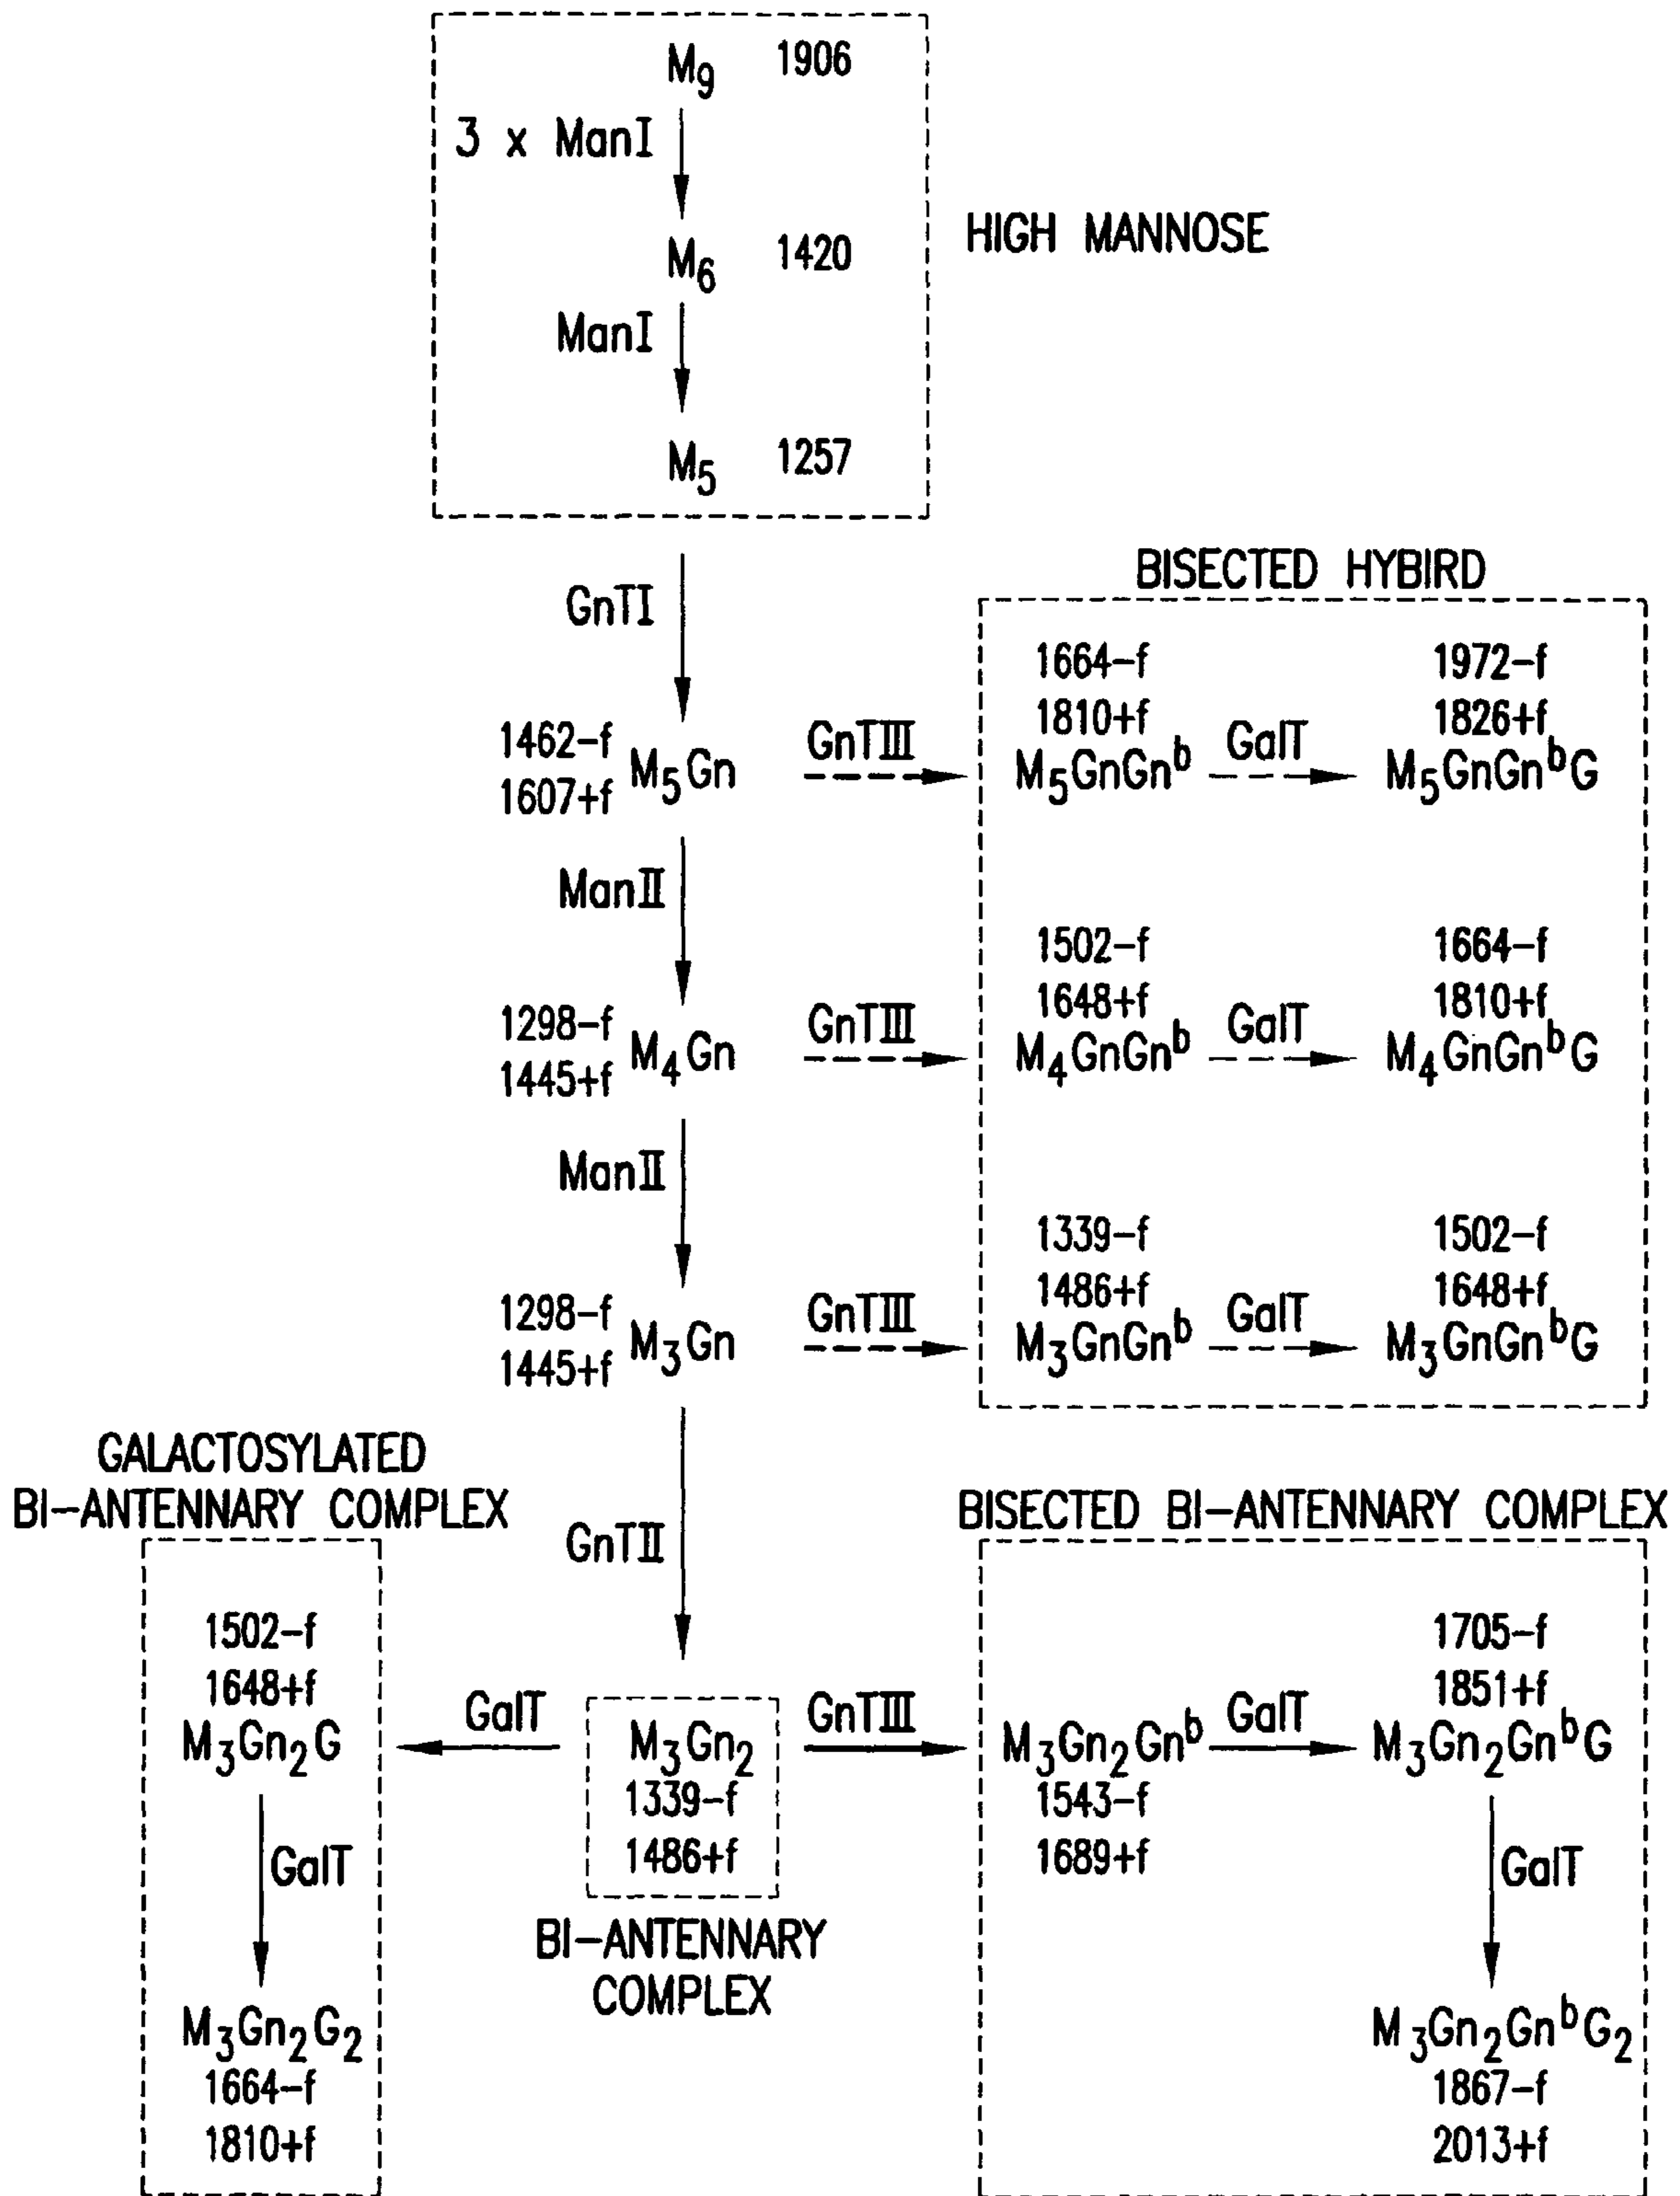 M₉ 1906
3 x ManI
M₆ 1420
HIGH MANNOSE
ManI
M₅ 1257
GnTI
BISECTED HYBIRD
1664-f
1810+f
1972-f
1826+f
1462-f
1607+f
M₅Gn
GnTIII
M₅GnGnᵇ
GalT
M₅GnGnᵇG
ManII
1502-f
1648+f
1664-f
1810+f
1298-f
1445+f
M₄Gn
GnTIII
M₄GnGnᵇ
GalT
M₄GnGnᵇG
ManII
1339-f
1486+f
1502-f
1648+f
1298-f
1445+f
M₃Gn
GnTIII
M₃GnGnᵇ
GalT
M₃GnGnᵇG
GALACTOSYLATED
BI-ANTENNARY COMPLEX
GnTII
BISECTED BI-ANTENNARY COMPLEX
1502-f
1648+f
M₃Gn₂G
GalT
M₃Gn₂
1339-f
1486+f
BI-ANTENNARY
COMPLEX
GnTIII
M₃Gn₂Gnᵇ
1543-f
1689+f
GalT
1705-f
1851+f
M₃Gn₂GnᵇG
GalT
M₃Gn₂G₂
1664-f
1810+f
GalT
M₃Gn₂GnᵇG₂
1867-f
2013+f